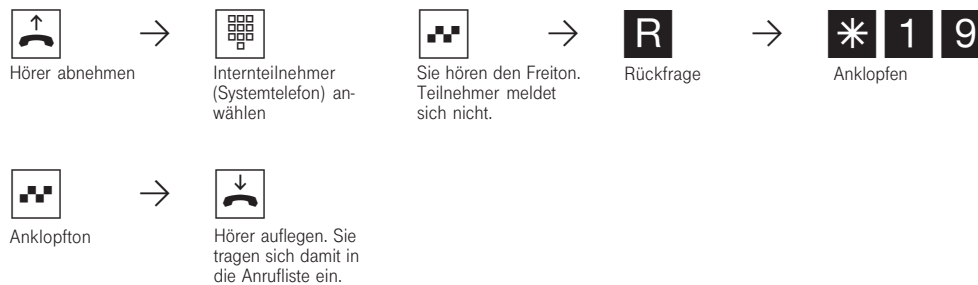 R
* 1 9
Hörer abnehmen
Internteilnehmer
(Systemtelefon) an-
wählen
Sie hören den Freiton.
Teilnehmer meldet
sich nicht.
Rückfrage
Anklopfen
Anklopfton
Hörer auflegen. Sie
tragen sich damit in
die Anrufliste ein.